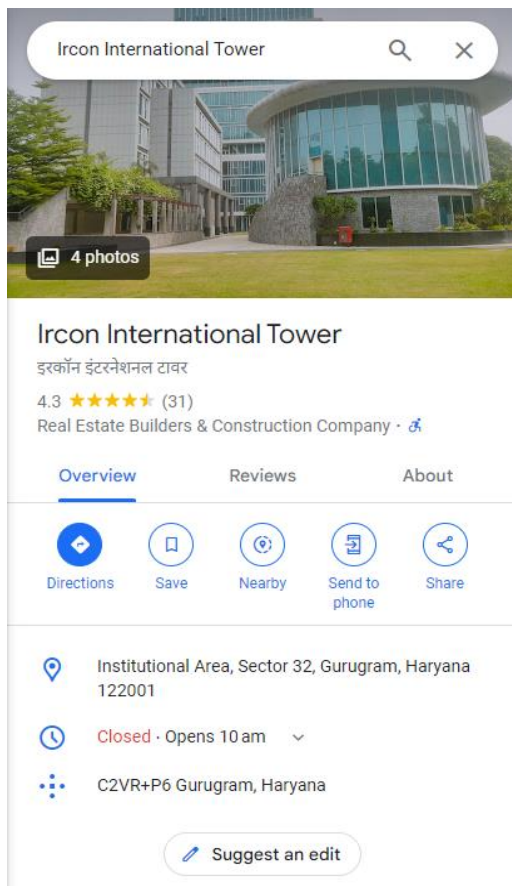 Ircon International Tower
4 photos
Ircon International Tower
इरकॉन इंटरनेशनल टावर
4.3 (31)
Real Estate Builders & Construction Company ·
Overview Reviews About
Directions Save Nearby Send to phone Share
Institutional Area, Sector 32, Gurugram, Haryana
122001
Closed · Opens 10 am
C2VR+P6 Gurugram, Haryana
Suggest an edit